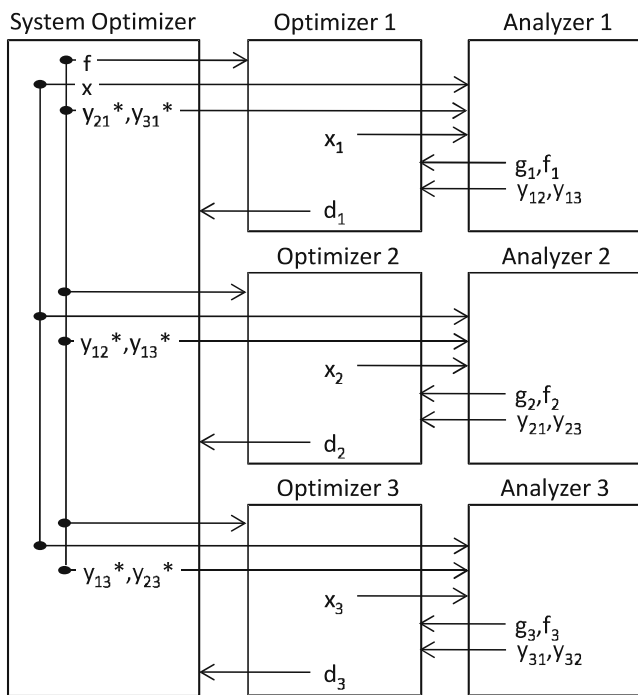 System Optimizer Optimizer 1 Analyzer 1
f
x
y₂₁*,y₃₁*
x₁
g₁,f₁
y₁₂,y₁₃
d₁
Optimizer 2 Analyzer 2
y₁₂*,y₁₃*
x₂
g₂,f₂
y₂₁,y₂₃
d₂
Optimizer 3 Analyzer 3
y₁₃*,y₂₃*
x₃
g₃,f₃
y₃₁,y₃₂
d₃